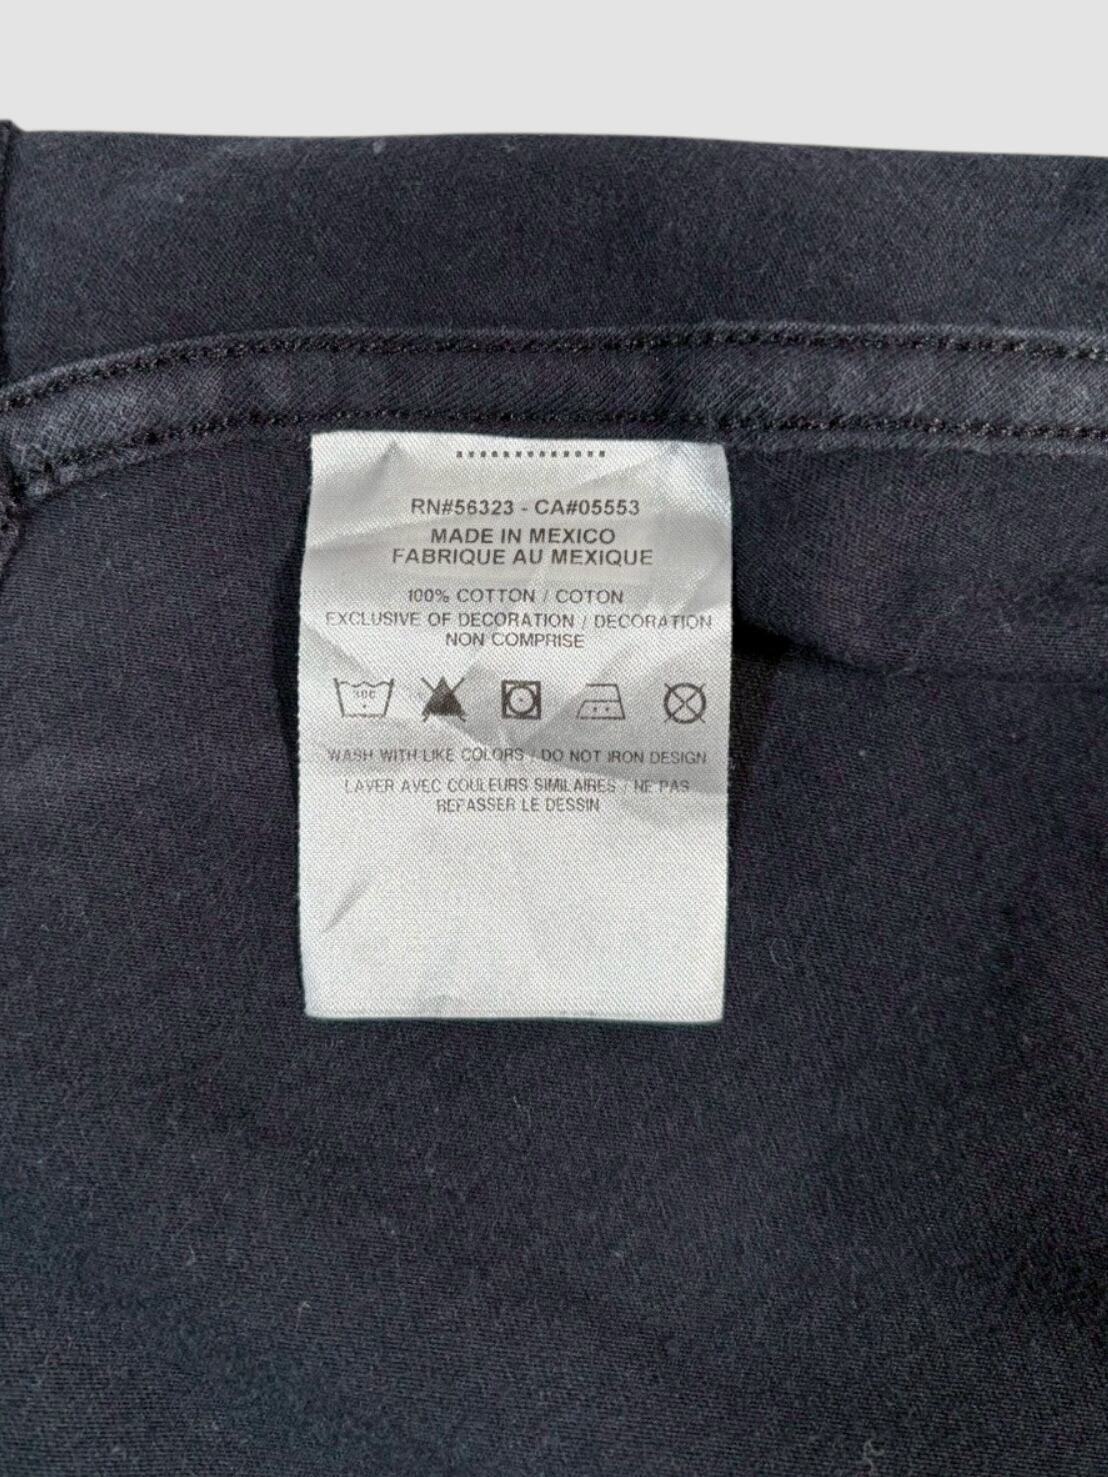 RN#56323 - CA#05553
MADE IN MEXICO
FABRIQUE AU MEXIQUE
100% COTTON / COTON
EXCLUSIVE OF DECORATION / DECORATION
NON COMPRISE
30C
WASH WITH LIKE COLORS / DO NOT IRON DESIGN
LAVER AVEC COULEURS SIMILAIRES / NE PAS
REPASSER LE DESSIN